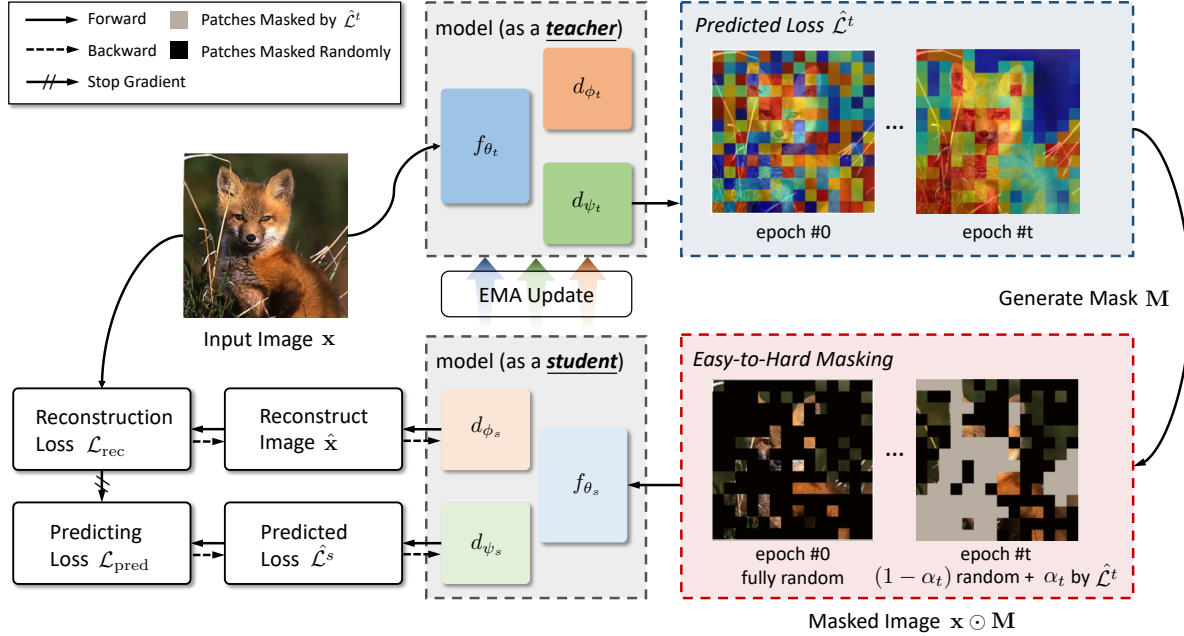 Forward
Backward
Stop Gradient
Patches Masked by $\hat{\mathcal{L}}^t$
Patches Masked Randomly
model (as a teacher)
$f_{\theta_t}$
$d_{\phi_t}$
$d_{\psi_t}$
Predicted Loss $\hat{\mathcal{L}}^t$
...
epoch #0
epoch #t
Input Image $\mathbf{x}$
EMA Update
Generate Mask $\mathbf{M}$
model (as a student)
$d_{\phi_s}$
$f_{\theta_s}$
$d_{\psi_s}$
Easy-to-Hard Masking
...
epoch #0
fully random
epoch #t
$(1 - \alpha_t)$ random + $\alpha_t$ by $\hat{\mathcal{L}}^t$
Masked Image $\mathbf{x} \odot \mathbf{M}$
Reconstruction
Loss $\mathcal{L}_{\mathrm{rec}}$
Reconstruct
Image $\hat{\mathbf{x}}$
Predicting
Loss $\mathcal{L}_{\mathrm{pred}}$
Predicted
Loss $\hat{\mathcal{L}}^s$